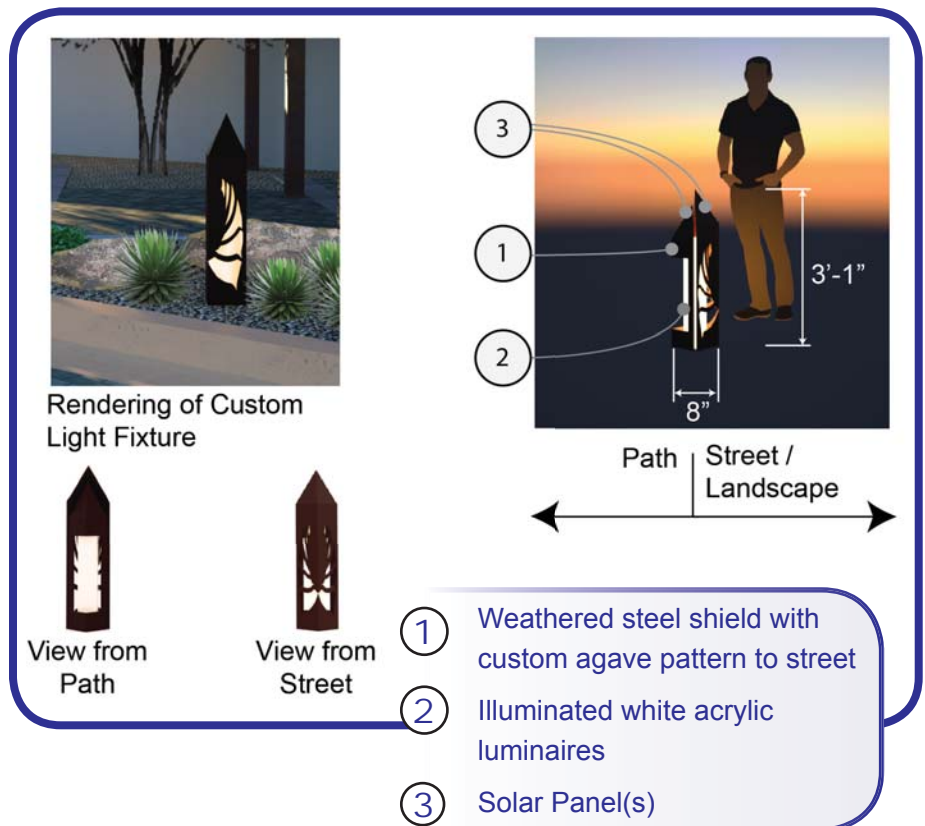 3
1
2
3’-1”
8”
Rendering of Custom
Light Fixture
Path
Street /
Landscape
View from
Path
View from
Street
1
Weathered steel shield with
custom agave pattern to street
2
Illuminated white acrylic
luminaires
3
Solar Panel(s)